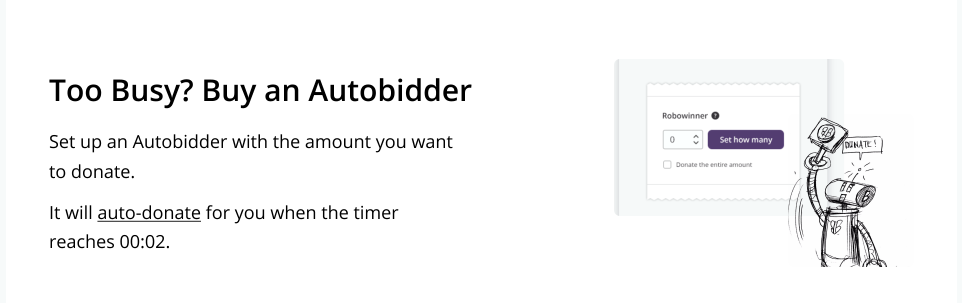 Too Busy? Buy an Autobidder
Set up an Autobidder with the amount you want
to donate.
It will auto-donate for you when the timer
reaches 00:02.
Robowinner ?
0
Set how many
Donate the entire amount
DONATE!